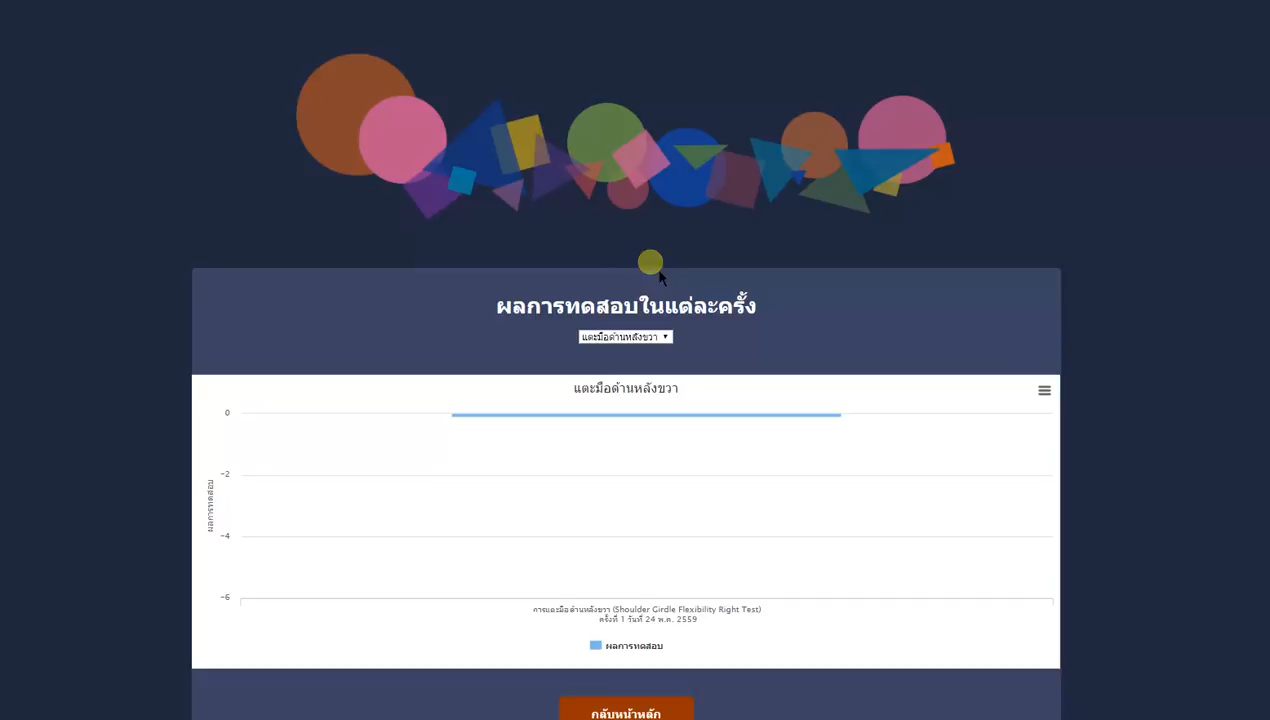 ผลการทดสอบในแต่ละครั้ง
แตะมือด้านหลังขวา
แตะมือด้านหลังขวา
0
-2
-4
-6
ผลการทดสอบ
การแตะมือด้านหลังขวา (Shoulder Girdle Flexibility Right Test)
ครั้งที่ 1 วันที่ 24 พ.ค. 2559
ผลการทดสอบ
กลับหน้าหลัก